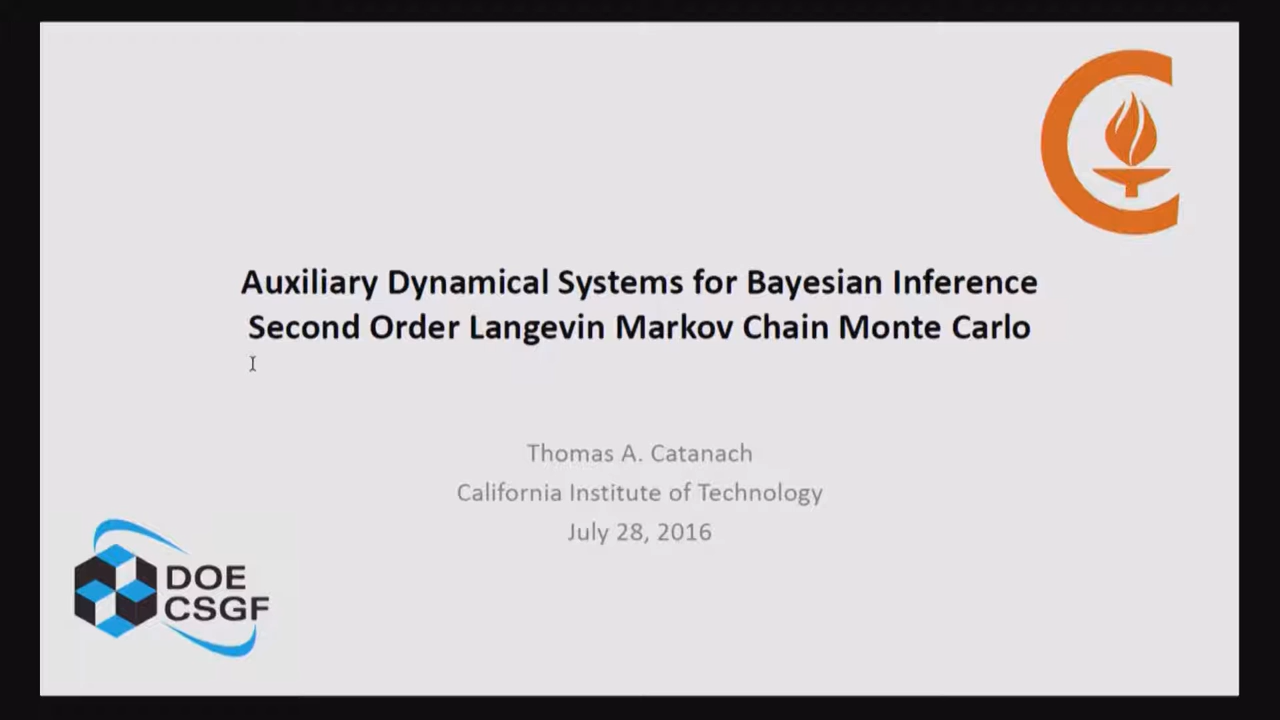 Auxiliary Dynamical Systems for Bayesian Inference
Second Order Langevin Markov Chain Monte Carlo
Thomas A. Catanach
California Institute of Technology
July 28, 2016
DOE
CSGF